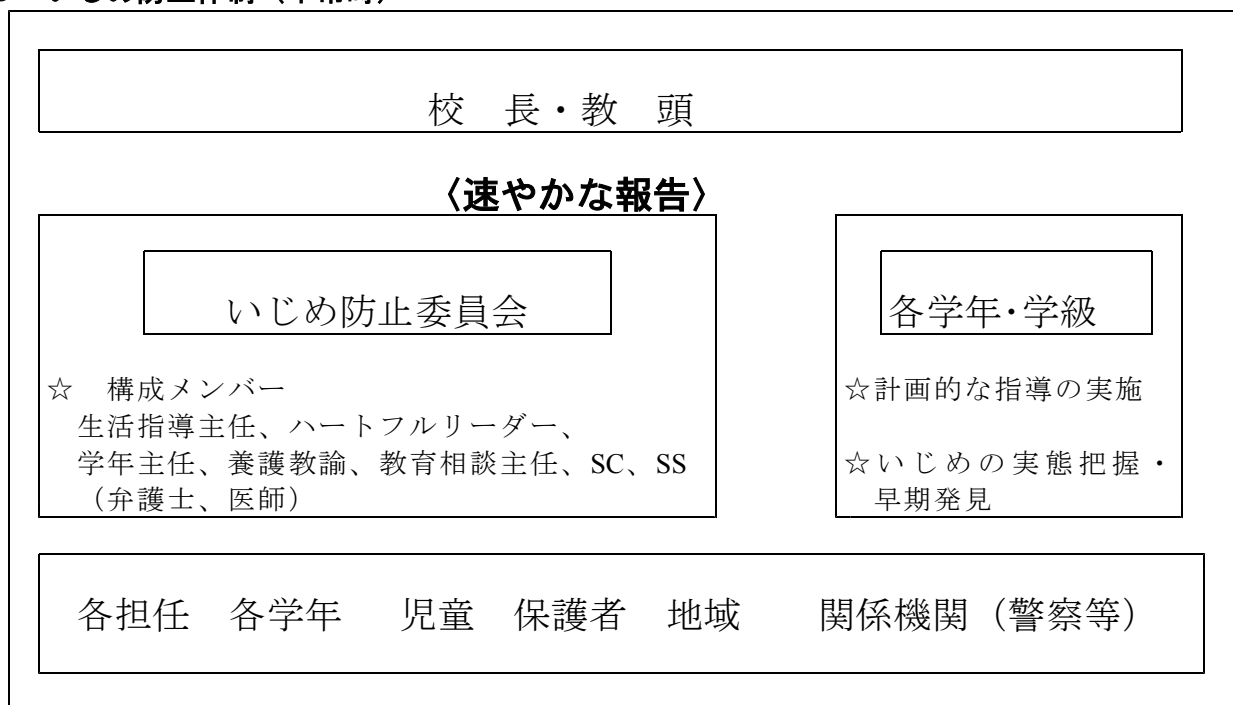 校　長・教　頭
〈速やかな報告〉
いじめ防止委員会
☆　構成メンバー
生活指導主任、ハートフルリーダー、
学年主任、養護教諭、教育相談主任、SC、SS
（弁護士、医師）
各学年・学級
☆計画的な指導の実施
☆いじめの実態把握・
早期発見
各担任　各学年　児童　保護者　地域　関係機関（警察等）